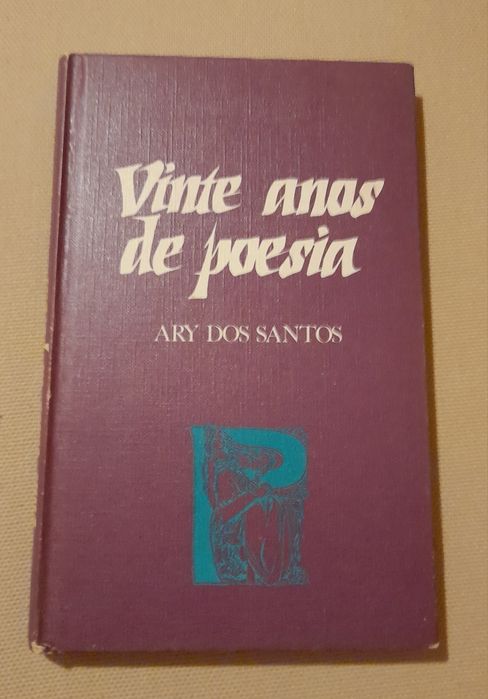 Vinte anos
de poesia
ARY DOS SANTOS
P